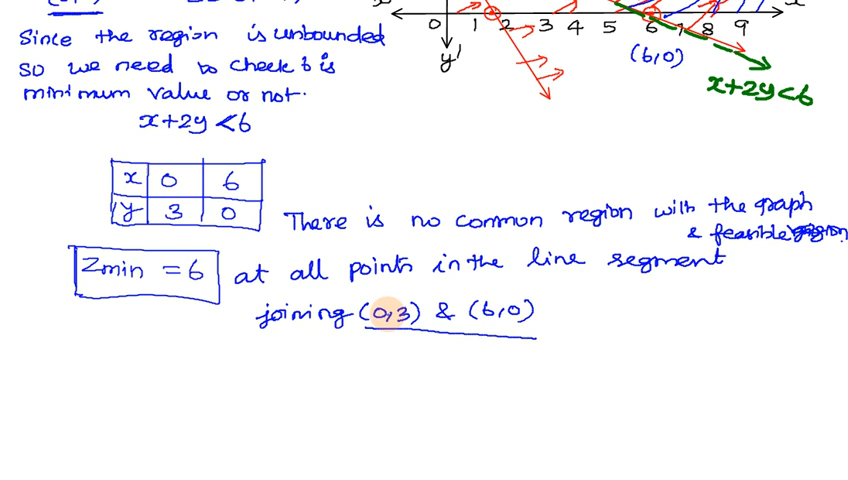 0 1 2 3 4 5 6 7 8 9
y'
(6,0)
x+2y<6
Since the region is unbounded
so we need to check 6 is
minimum value or not.
x+2y <6
x 0 6
y 3 0
There is no common region with the graph
& feasible region.
Zmin = 6 at all points in the line segment
joining (0,3) & (6,0)